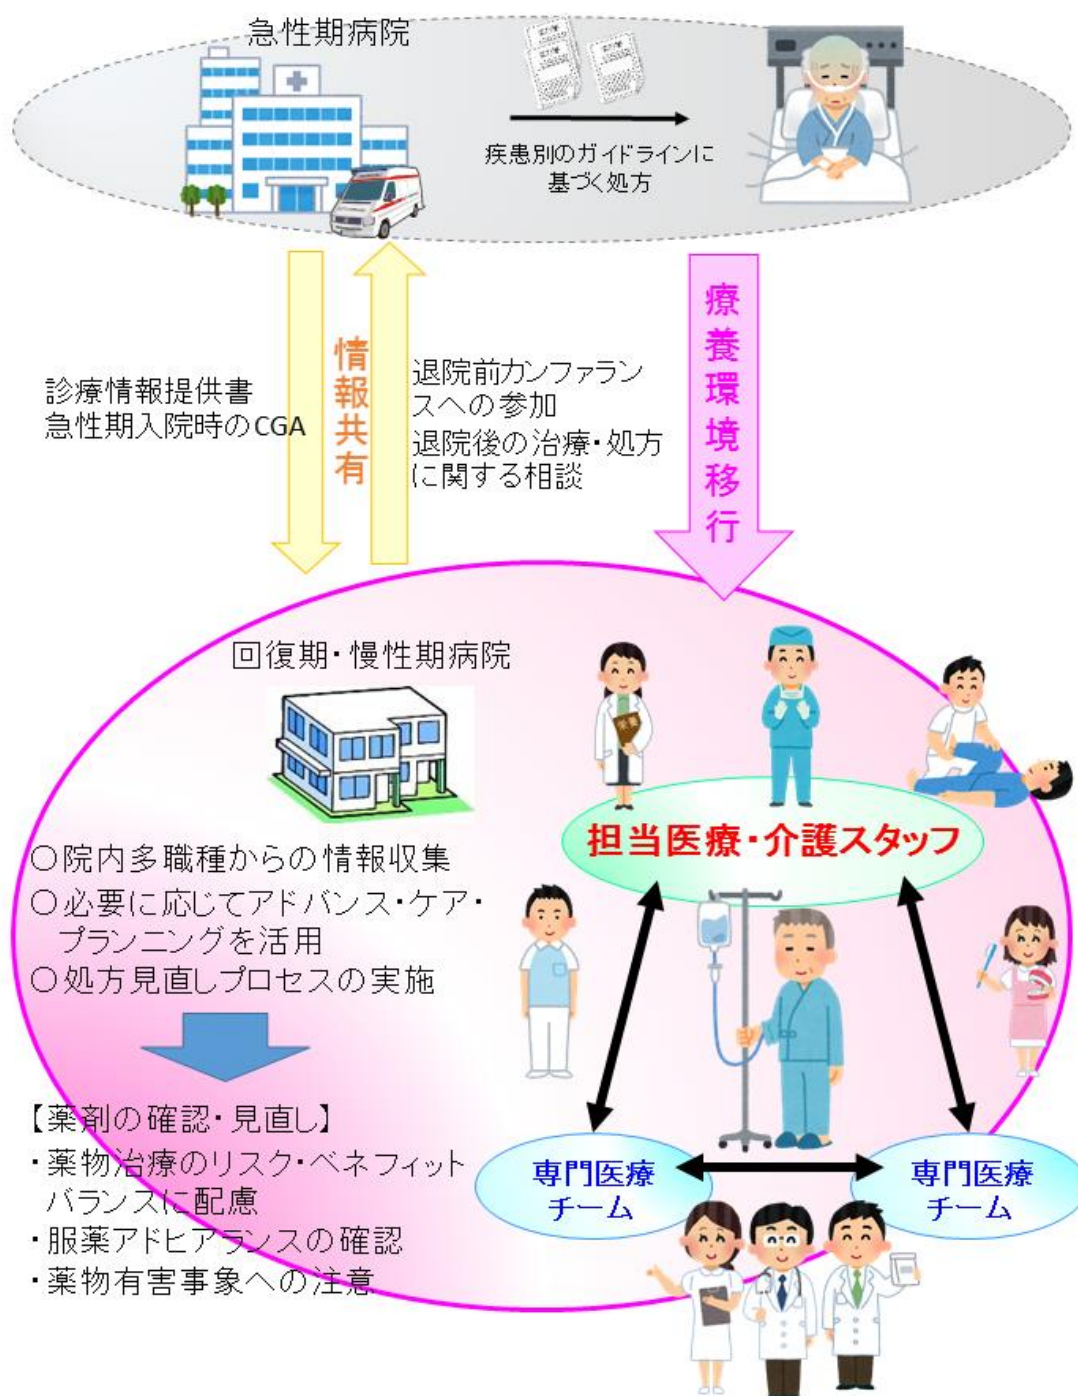 急性期病院
疾患別のガイドラインに
基づく処方
診療情報提供書
急性期入院時のCGA
情報共有
退院前カンファラン
スへの参加
退院後の治療・処方
に関する相談
療養環境移行
回復期・慢性期病院
○院内多職種からの情報収集
○必要に応じてアドバンス・ケア・
プランニングを活用
○処方見直しプロセスの実施
【薬剤の確認・見直し】
・薬物治療のリスク・ベネフィット
バランスに配慮
・服薬アドヒアランスの確認
・薬物有害事象への注意
担当医療・介護スタッフ
専門医療
チーム
専門医療
チーム